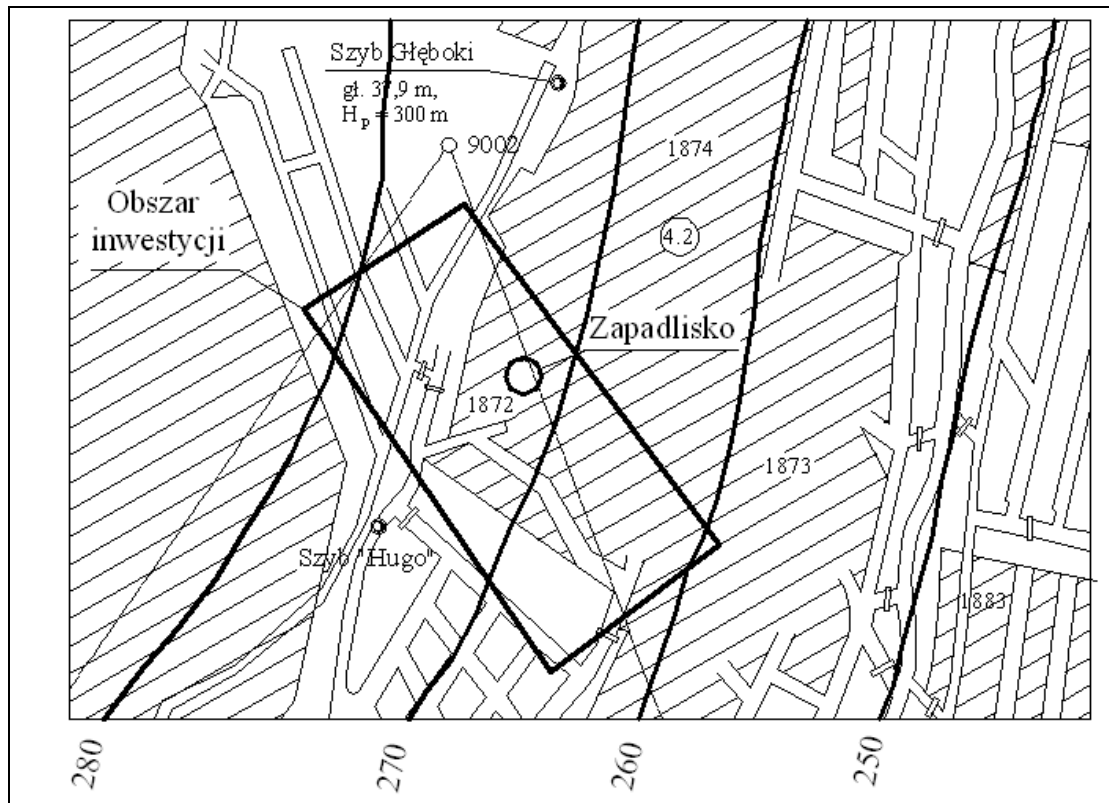 Szyb Głęboki
gł. 37,9 m,
H p = 300 m
9002
1874
Obszar
inwestycji
4.2
Zapadlisko
1872
1873
Szyb "Hugo"
1883
280
270
260
250